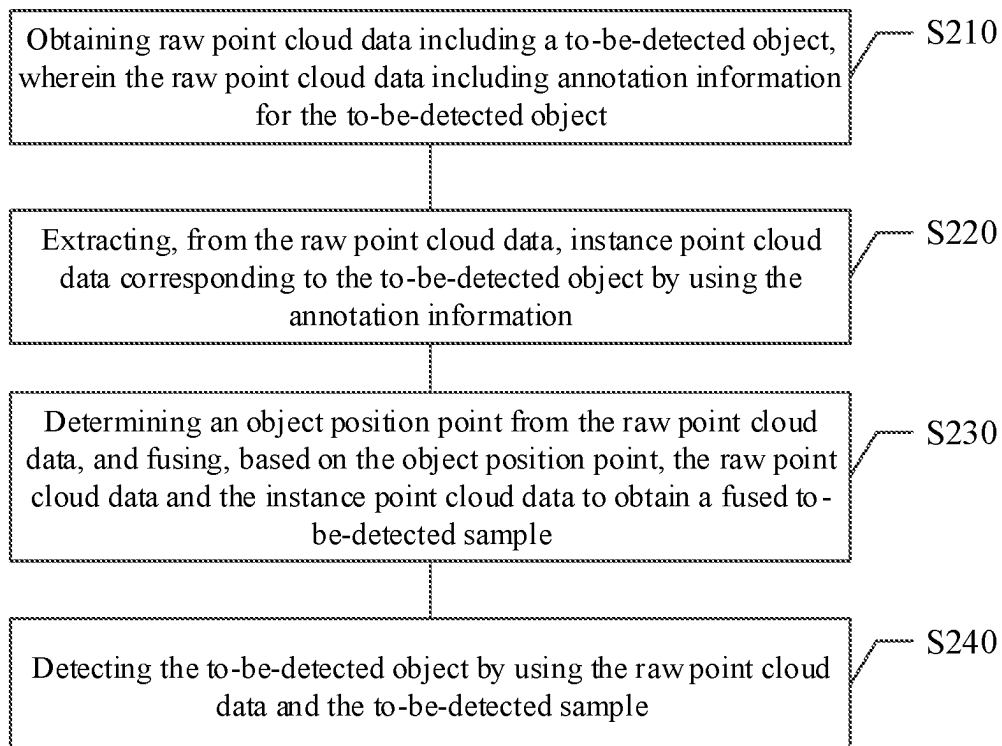 Obtaining raw point cloud data including a to-be-detected object,
wherein the raw point cloud data including annotation information
for the to-be-detected object
S210
Extracting, from the raw point cloud data, instance point cloud
data corresponding to the to-be-detected object by using the
annotation information
S220
Determining an object position point from the raw point cloud
data, and fusing, based on the object position point, the raw point
cloud data and the instance point cloud data to obtain a fused to-
be-detected sample
S230
Detecting the to-be-detected object by using the raw point cloud
data and the to-be-detected sample
S240